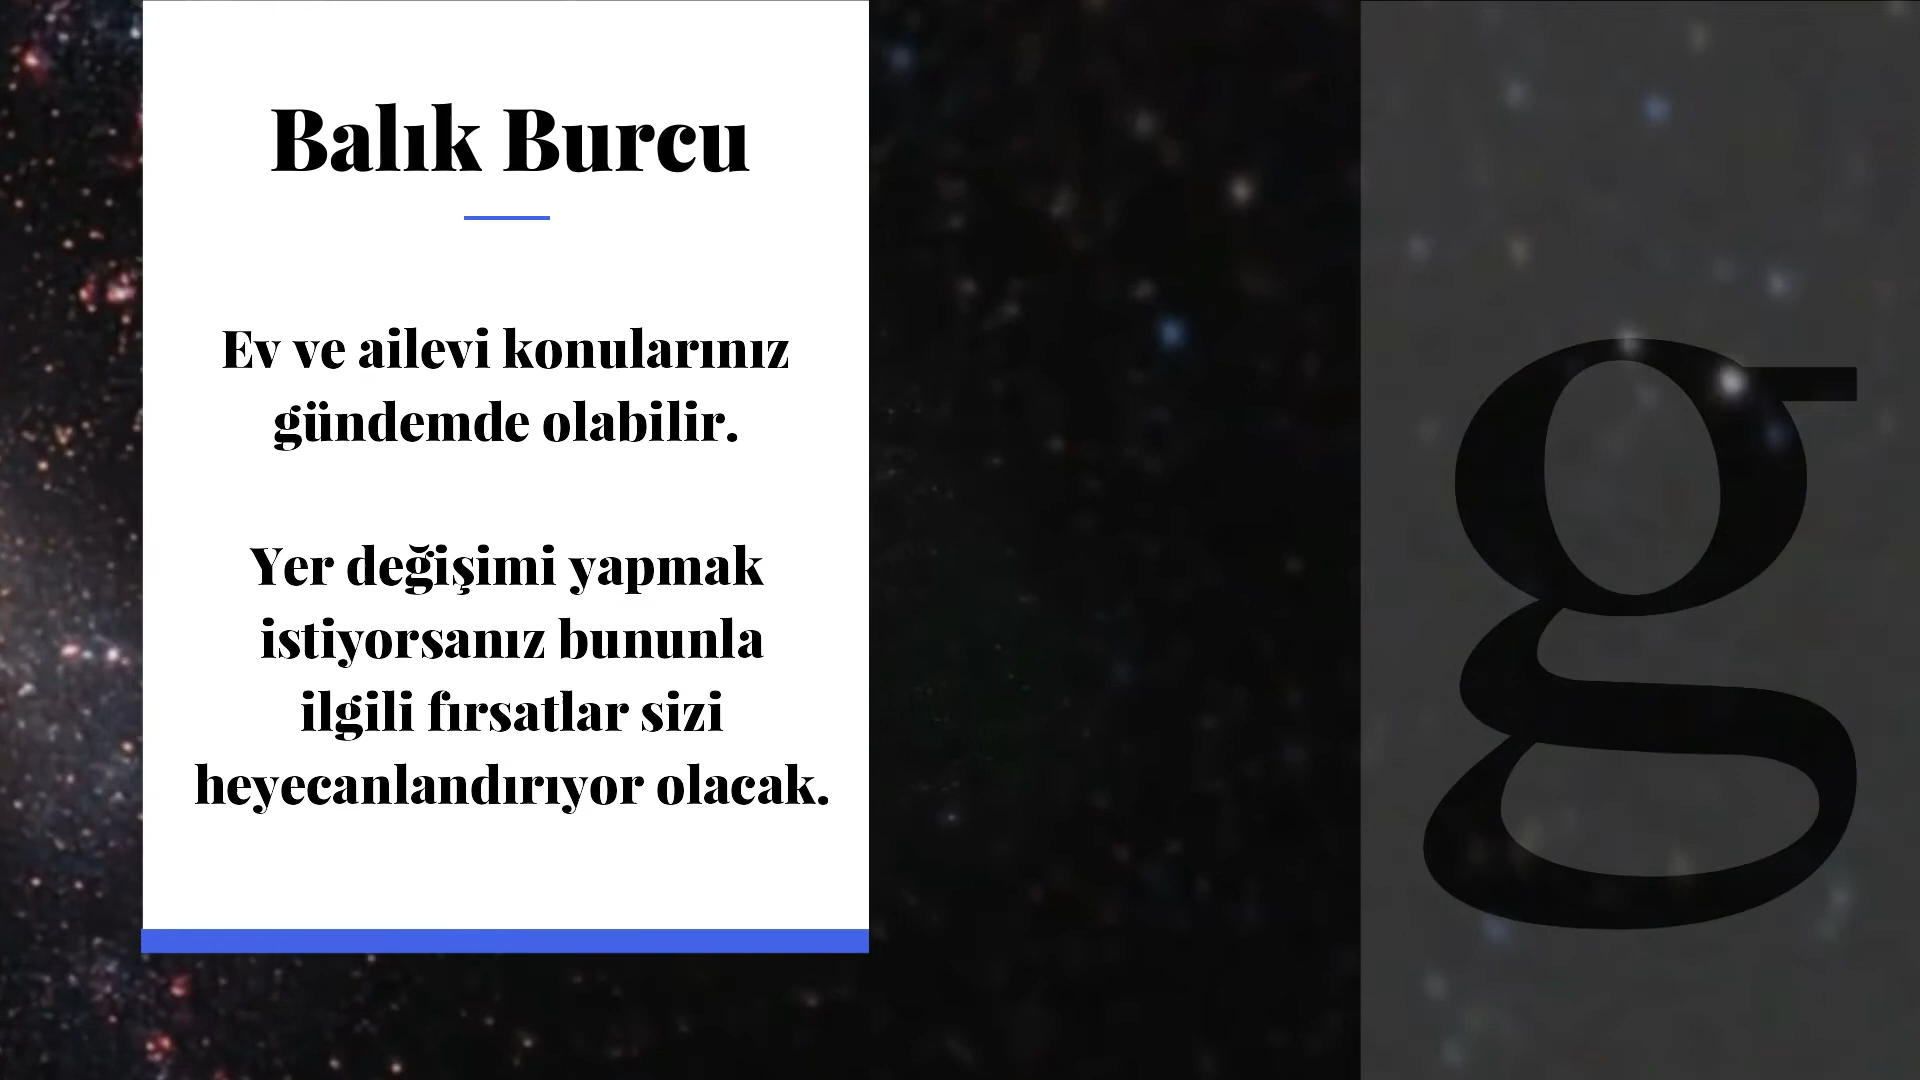 Balık Burcu
Ev ve ailevi konularınız
gündemde olabilir.
Yer değişimi yapmak
istiyorsanız bununla
ilgili fırsatlar sizi
heyecanlandırıyor olacak.
g